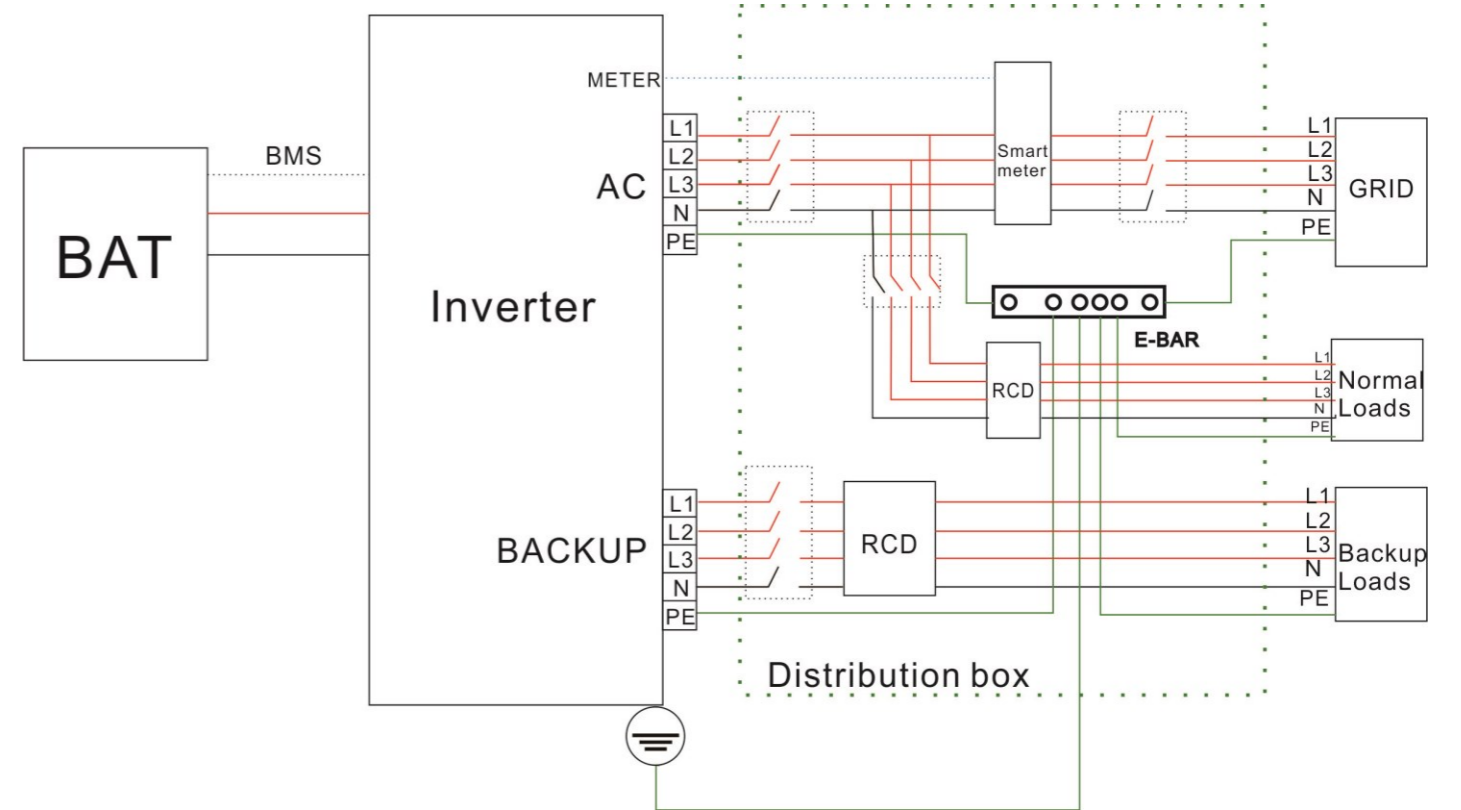 METER
L1
L2
AC
L3
N
PE
BMS
BAT
Inverter
Smart
meter
L1
L2
L3
N
PE
GRID
E-BAR
RCD
L1
L2
L3
N
PE
Normal
Loads
BACKUP
L1
L2
L3
N
PE
RCD
L1
L2
L3
N
PE
Backup
Loads
Distribution box